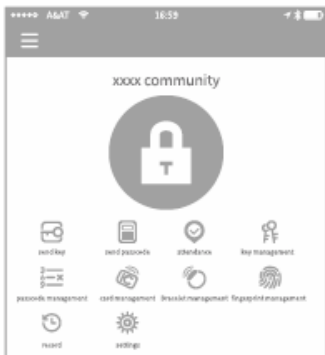 A&AT 16:59
xxxx community
send key send passcode attendance key management
passcode management card management Bracelet management fingerprint management
record settings